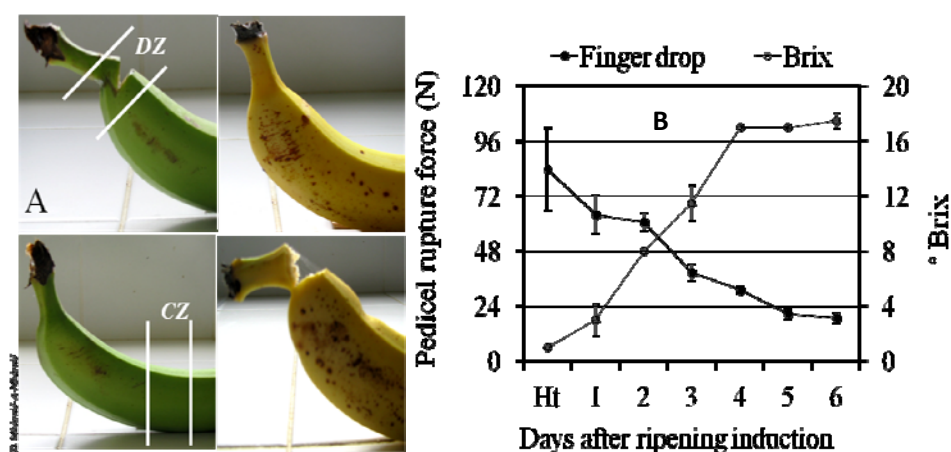 DZ
A
CZ
Finger drop
Brix
B
Pedicel rupture force (N)
120
96
72
48
24
0
20
16
12
8
4
0
°Brix
Ht 1 2 3 4 5 6
Days after ripening induction